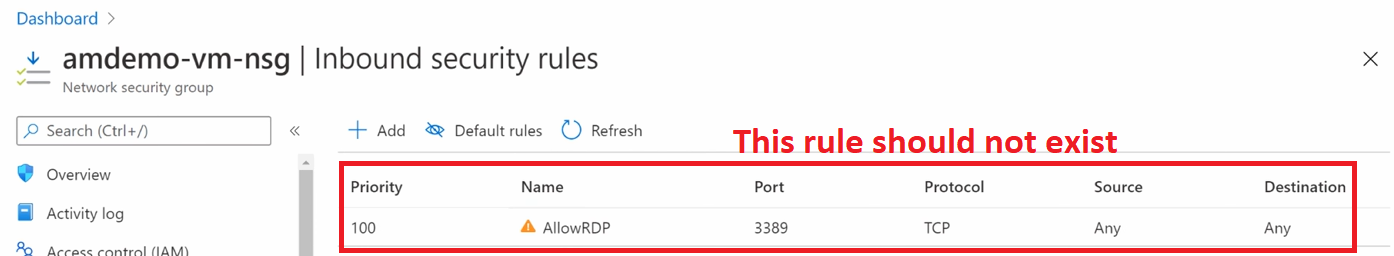 Dashboard >
amdemo-vm-nsg | Inbound security rules
Network security group
Search (Ctrl+/)
«
Add
Default rules
Refresh
This rule should not exist
Overview
Activity log
Access control (IAM)
Priority Name Port Protocol Source Destination
100 AllowRDP 3389 TCP Any Any